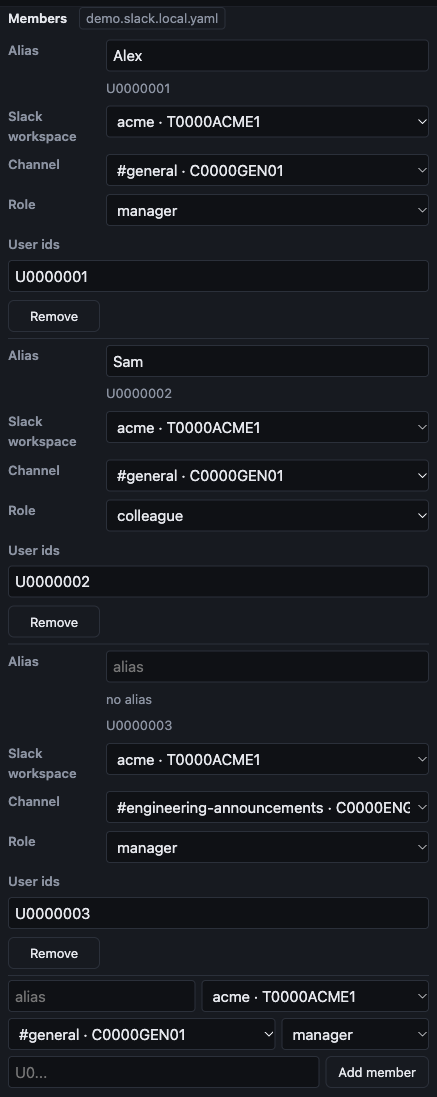 Members demo.slack.local.yaml
Alias Alex
U0000001
Slack workspace acme · T0000ACME1
Channel #general · C0000GEN01
Role manager
User ids
U0000001
Remove
Alias Sam
U0000002
Slack workspace acme · T0000ACME1
Channel #general · C0000GEN01
Role colleague
User ids
U0000002
Remove
Alias alias
no alias
U0000003
Slack workspace acme · T0000ACME1
Channel #engineering-announcements · C0000ENG
Role manager
User ids
U0000003
Remove
alias acme · T0000ACME1
#general · C0000GEN01 manager
U0... Add member